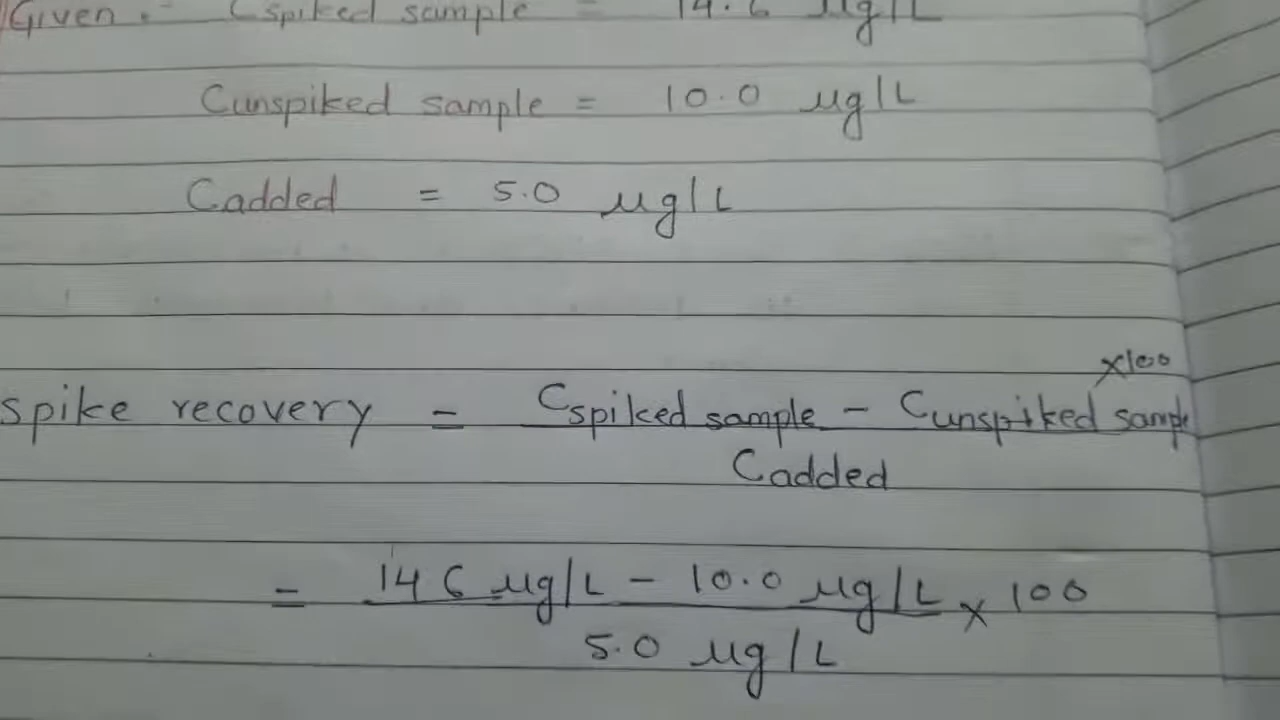 Given. Cspiked sample = 14.6 µg/L
Cunspiked sample = 10.0 µg/L
Cadded = 5.0 µg/L
x100
spike recovery = Cspiked sample - Cunspiked sample
Cadded
= 14 6 µg/L - 10.0 µg/L x 100
5.0 µg/L